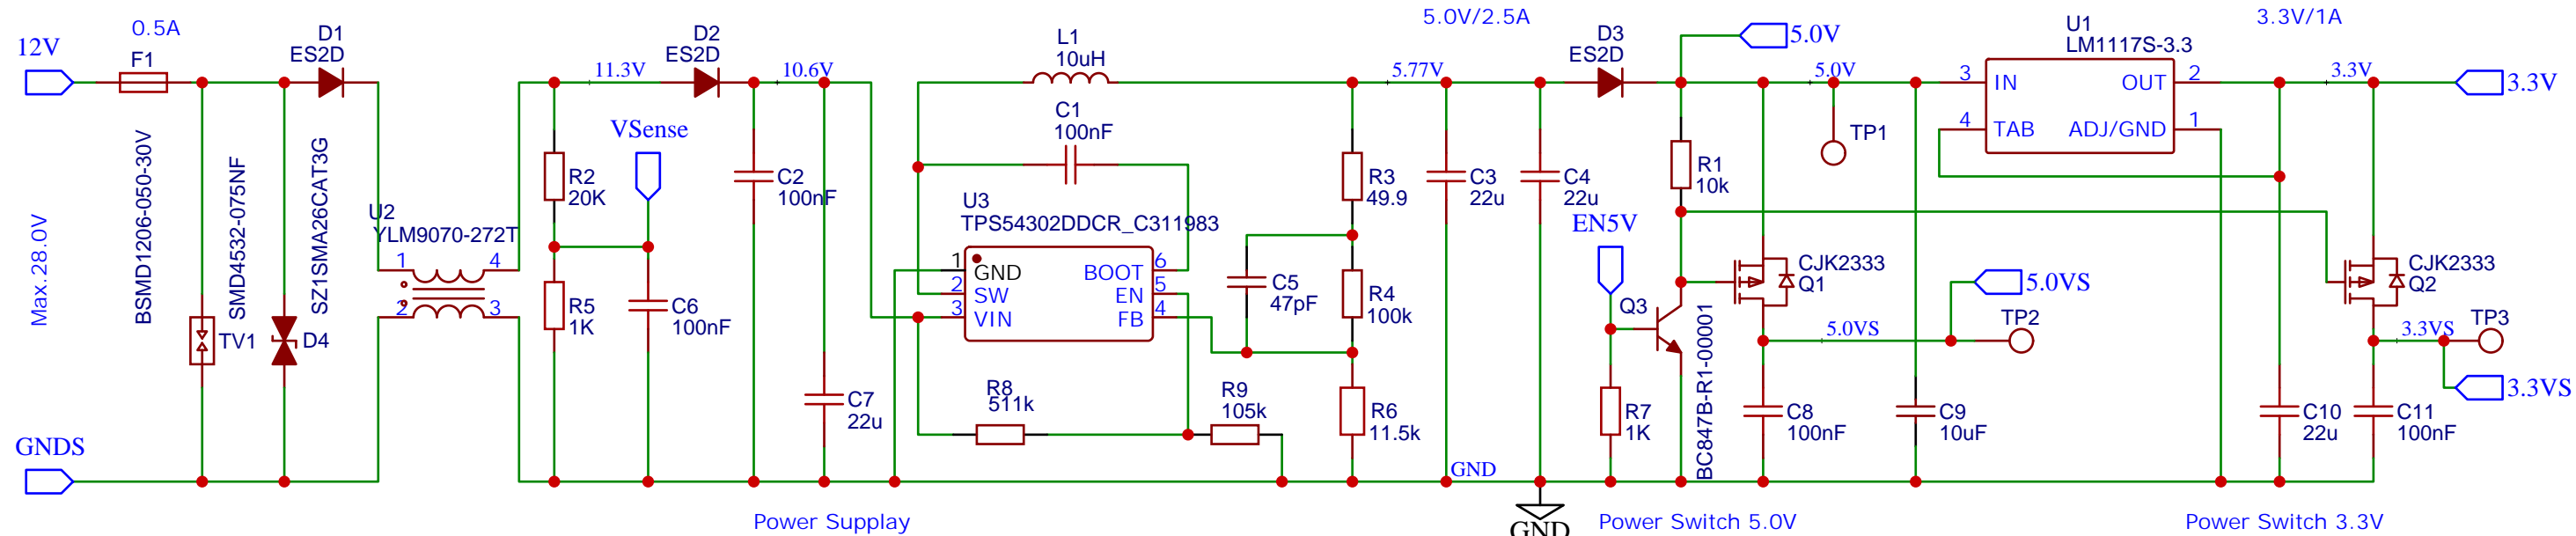 0.5A
5.0V/2.5A
3.3V/1A
12V
F1
D1
ES2D
11.3V
D2
ES2D
10.6V
L1
10uH
5.77V
D3
ES2D
5.0V
5.0V
U1
LM1117S-3.3
3 IN
OUT 2
4 TAB
ADJ/GND 1
3.3V
3.3V
Max.28.0V
BSMD1206-050-30V
SMD4532-075NF
TV1
SZ1SMA26CAT3G
D4
U2
YLM9070-272T
1 4
2 3
VSense
R2
20K
R5
1K
C6
100nF
C2
100nF
C7
22u
C1
100nF
U3
TPS54302DDCR_C311983
1 GND
2 SW
3 VIN
BOOT 6
EN 5
FB 4
R8
511k
R9
105k
R3
49.9
C5
47pF
R4
100k
R6
11.5k
C3
22u
C4
22u
R1
10k
TP1
EN5V
Q3
BC847B-R1-00001
R7
1K
CJK2333
Q1
5.0VS
5.0VS
TP2
C8
100nF
C9
10uF
CJK2333
Q2
3.3VS
TP3
3.3VS
C10
22u
C11
100nF
GNDS
GND
GND
Power Supplay
Power Switch 5.0V
Power Switch 3.3V